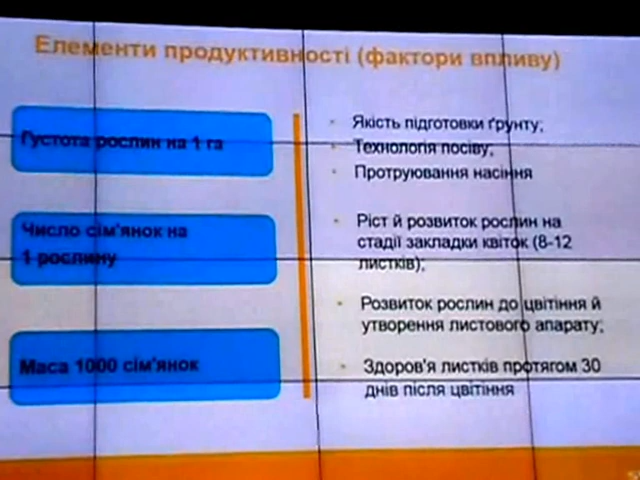 Елементи продуктивності (фактори впливу)
Густота рослин на 1 га
Якість підготовки ґрунту;
Технологія посіву;
Протруювання насіння
Число сім'янок на
1 рослину
Ріст й розвиток рослин на
стадії закладки квіток (8-12
листків);
Розвиток рослин до цвітіння й
утворення листового апарату;
Маса 1000 сім'янок
Здоров'я листків протягом 30
днів після цвітіння